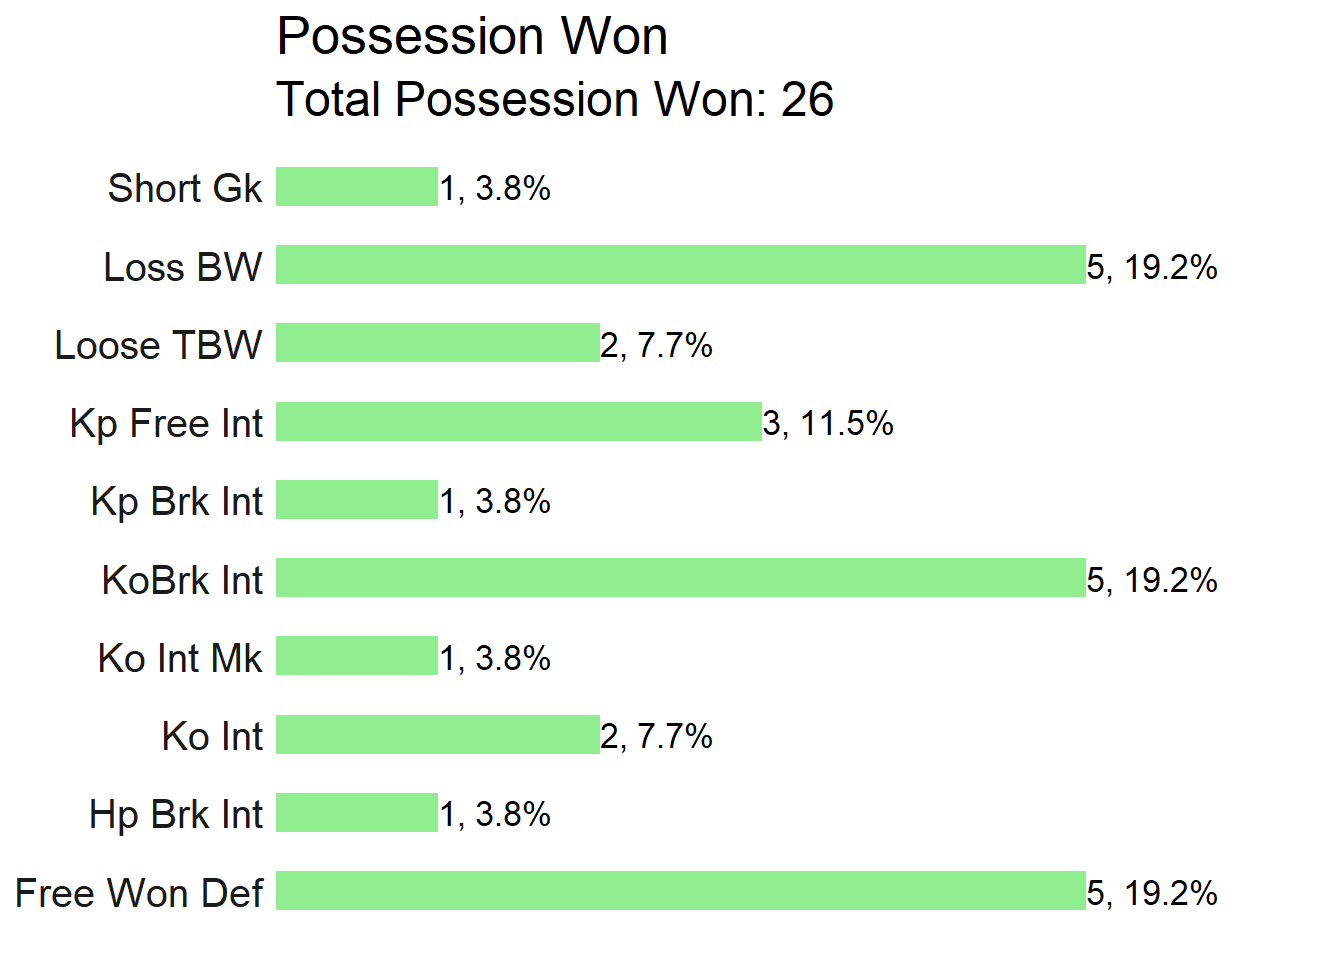 Possession Won
Total Possession Won: 26
Short Gk 1, 3.8%
Loss BW 5, 19.2%
Loose TBW 2, 7.7%
Kp Free Int 3, 11.5%
Kp Brk Int 1, 3.8%
KoBrk Int 5, 19.2%
Ko Int Mk 1, 3.8%
Ko Int 2, 7.7%
Hp Brk Int 1, 3.8%
Free Won Def 5, 19.2%